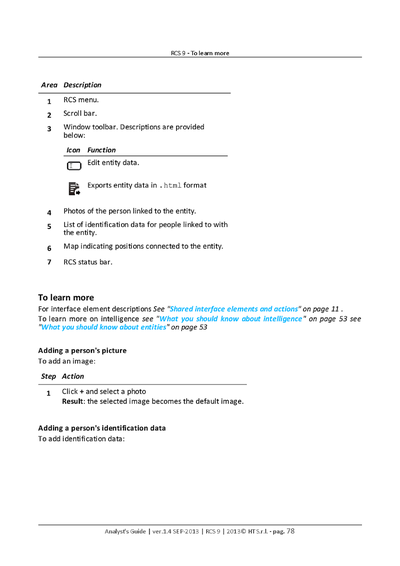 RCS 9 - To learn more
Area Description
1 RCS menu.
2 Scroll bar.
3 Window toolbar. Descriptions are provided
below:
Icon Function
Edit entity data.
Exports entity data in .html format
4 Photos of the person linked to the entity.
5 List of identification data for people linked to with
the entity.
6 Map indicating positions connected to the entity.
7 RCS status bar.
To learn more
For interface element descriptions See "Shared interface elements and actions" on page 11 .
To learn more on intelligence see "What you should know about intelligence" on page 53 see
"What you should know about entities" on page 53
Adding a person's picture
To add an image:
Step Action
1 Click + and select a photo
Result: the selected image becomes the default image.
Adding a person's identification data
To add identification data:
Analyst's Guide | ver.1.4 SEP-2013 | RCS 9 | 2013© HT S.r.l. - pag. 78